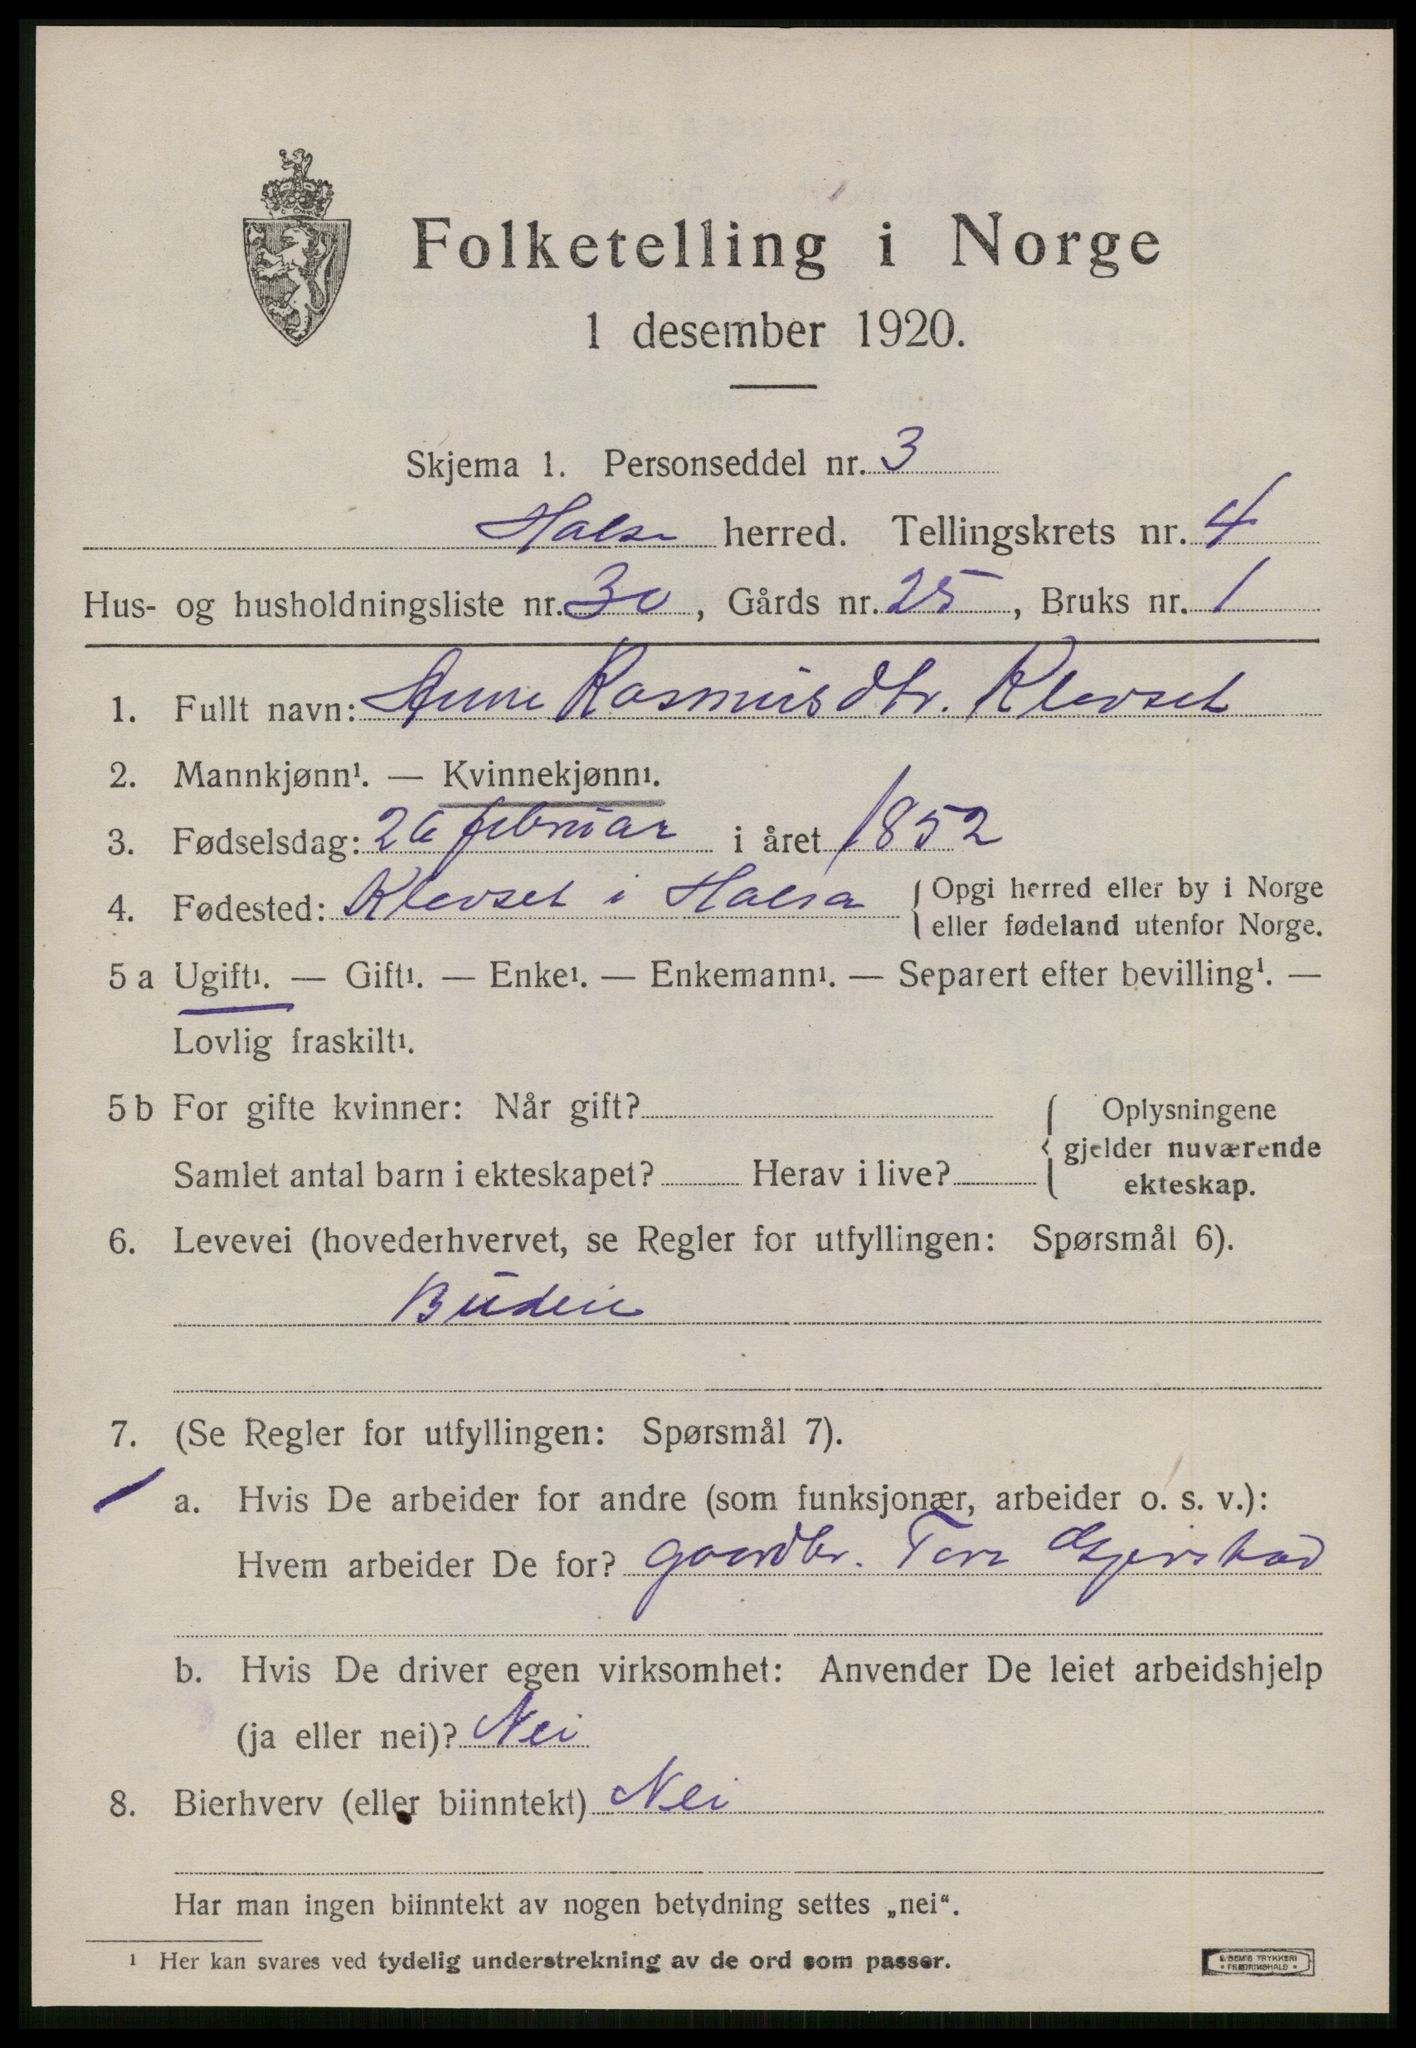 Folketelling i Norge
1 desember 1920.
Skjema 1. Personseddel nr. 3
Halsa herred. Tellingskrets nr. 4
Hus- og husholdningsliste nr. 30, Gårds nr. 25, Bruks nr. 1
1. Fullt navn: Anne Rasmusdtr. Klevset
2. Mannkjønn¹. — Kvinnekjønn¹.
3. Fødselsdag: 26 februar i året 1852
4. Fødested: Klevset i Halsa { Opgi herred eller by i Norge
eller fødeland utenfor Norge.
5 a Ugift¹. — Gift¹. — Enke¹. — Enkemann¹. — Separert efter bevilling¹. —
Lovlig fraskilt¹.
5 b For gifte kvinner: Når gift? Oplysningene
gjelder nuværende
Samlet antal barn i ekteskapet? Herav i live? ekteskap.
6. Levevei (hovederhvervet, se Regler for utfyllingen: Spørsmål 6).
Budeie
7. (Se Regler for utfyllingen: Spørsmål 7).
a. Hvis De arbeider for andre (som funksjonær, arbeider o. s. v.):
Hvem arbeider De for? gaardbr. Tore
b. Hvis De driver egen virksomhet: Anvender De leiet arbeidshjelp
(ja eller nei)? Nei
8. Bierhverv (eller biinntekt) Nei
Har man ingen biinntekt av nogen betydning settes „nei“.
¹ Her kan svares ved tydelig understrekning av de ord som passer.